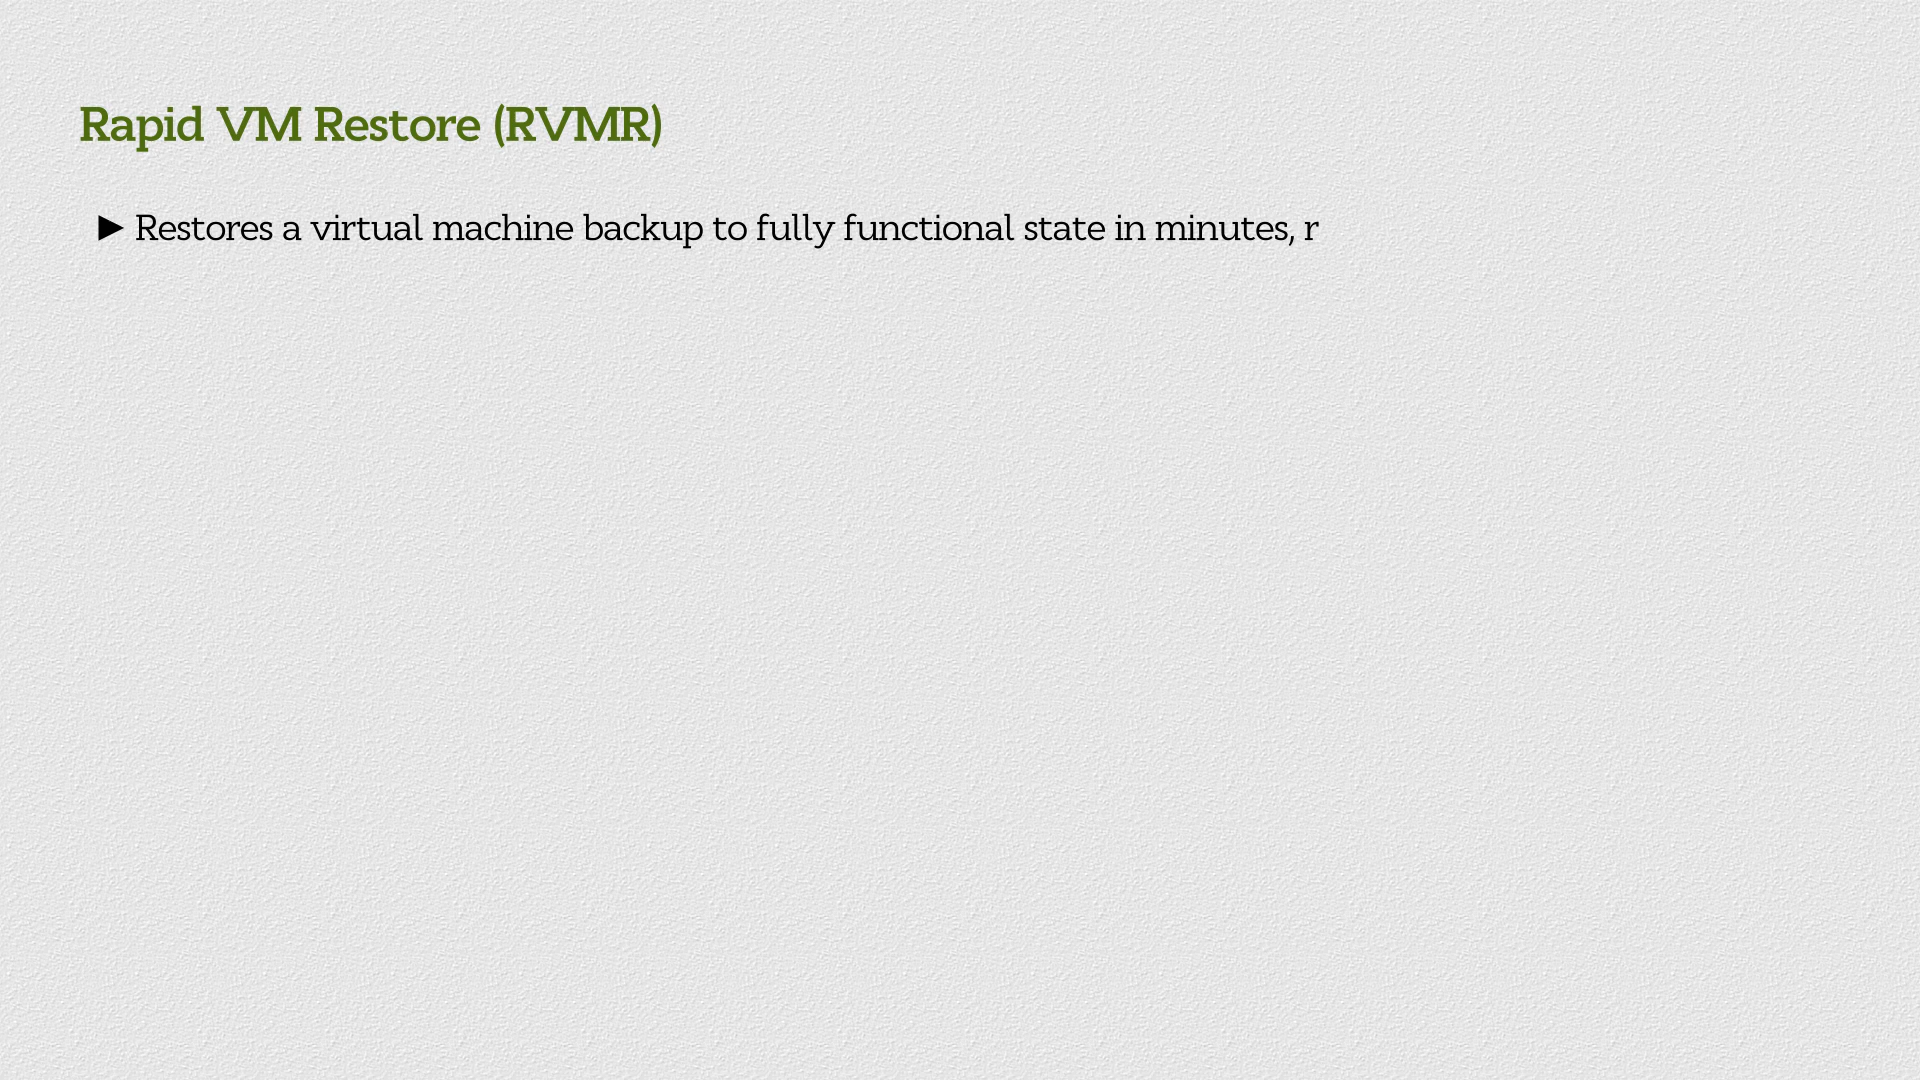 Rapid VM Restore (RVMR)
► Restores a virtual machine backup to fully functional state in minutes, r